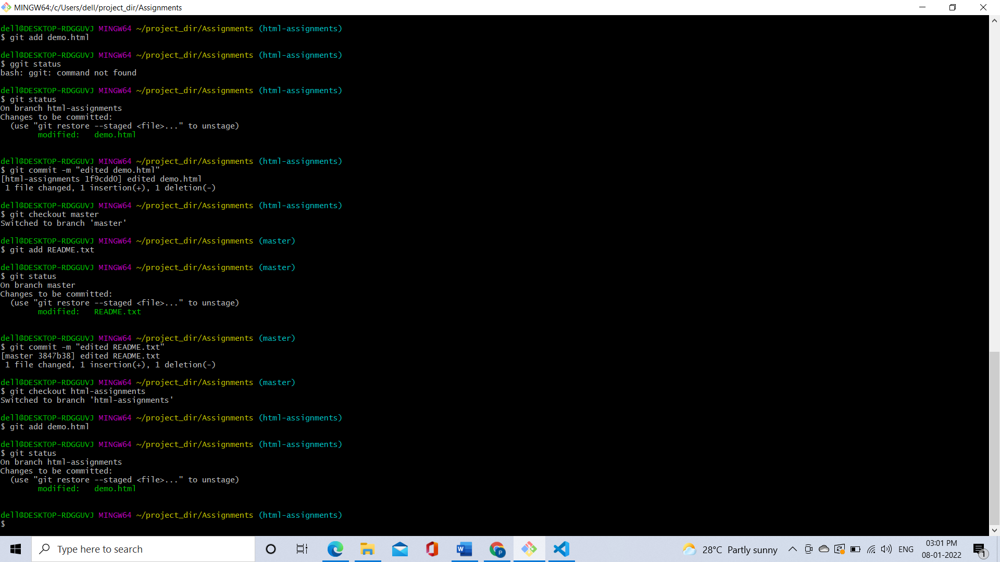 MINGW64:/c/Users/dell/project_dir/Assignments
dell@DESKTOP-RDGGUVJ MINGW64 ~/project_dir/Assignments (html-assignments)
$ git add demo.html
dell@DESKTOP-RDGGUVJ MINGW64 ~/project_dir/Assignments (html-assignments)
$ ggit status
bash: ggit: command not found
dell@DESKTOP-RDGGUVJ MINGW64 ~/project_dir/Assignments (html-assignments)
$ git status
On branch html-assignments
Changes to be committed:
  (use "git restore --staged <file>..." to unstage)
        modified:   demo.html
dell@DESKTOP-RDGGUVJ MINGW64 ~/project_dir/Assignments (html-assignments)
$ git commit -m "edited demo.html"
[html-assignments 1f9cdd0] edited demo.html
 1 file changed, 1 insertion(+), 1 deletion(-)
dell@DESKTOP-RDGGUVJ MINGW64 ~/project_dir/Assignments (html-assignments)
$ git checkout master
Switched to branch 'master'
dell@DESKTOP-RDGGUVJ MINGW64 ~/project_dir/Assignments (master)
$ git add README.txt
dell@DESKTOP-RDGGUVJ MINGW64 ~/project_dir/Assignments (master)
$ git status
On branch master
Changes to be committed:
  (use "git restore --staged <file>..." to unstage)
        modified:   README.txt
dell@DESKTOP-RDGGUVJ MINGW64 ~/project_dir/Assignments (master)
$ git commit -m "edited README.txt"
[master 3847b38] edited README.txt
 1 file changed, 1 insertion(+), 1 deletion(-)
dell@DESKTOP-RDGGUVJ MINGW64 ~/project_dir/Assignments (master)
$ git checkout html-assignments
Switched to branch 'html-assignments'
dell@DESKTOP-RDGGUVJ MINGW64 ~/project_dir/Assignments (html-assignments)
$ git add demo.html
dell@DESKTOP-RDGGUVJ MINGW64 ~/project_dir/Assignments (html-assignments)
$ git status
On branch html-assignments
Changes to be committed:
  (use "git restore --staged <file>..." to unstage)
        modified:   demo.html
dell@DESKTOP-RDGGUVJ MINGW64 ~/project_dir/Assignments (html-assignments)
$
Type here to search
W
P
28°C Partly sunny
ENG
03:01 PM
08-01-2022
1